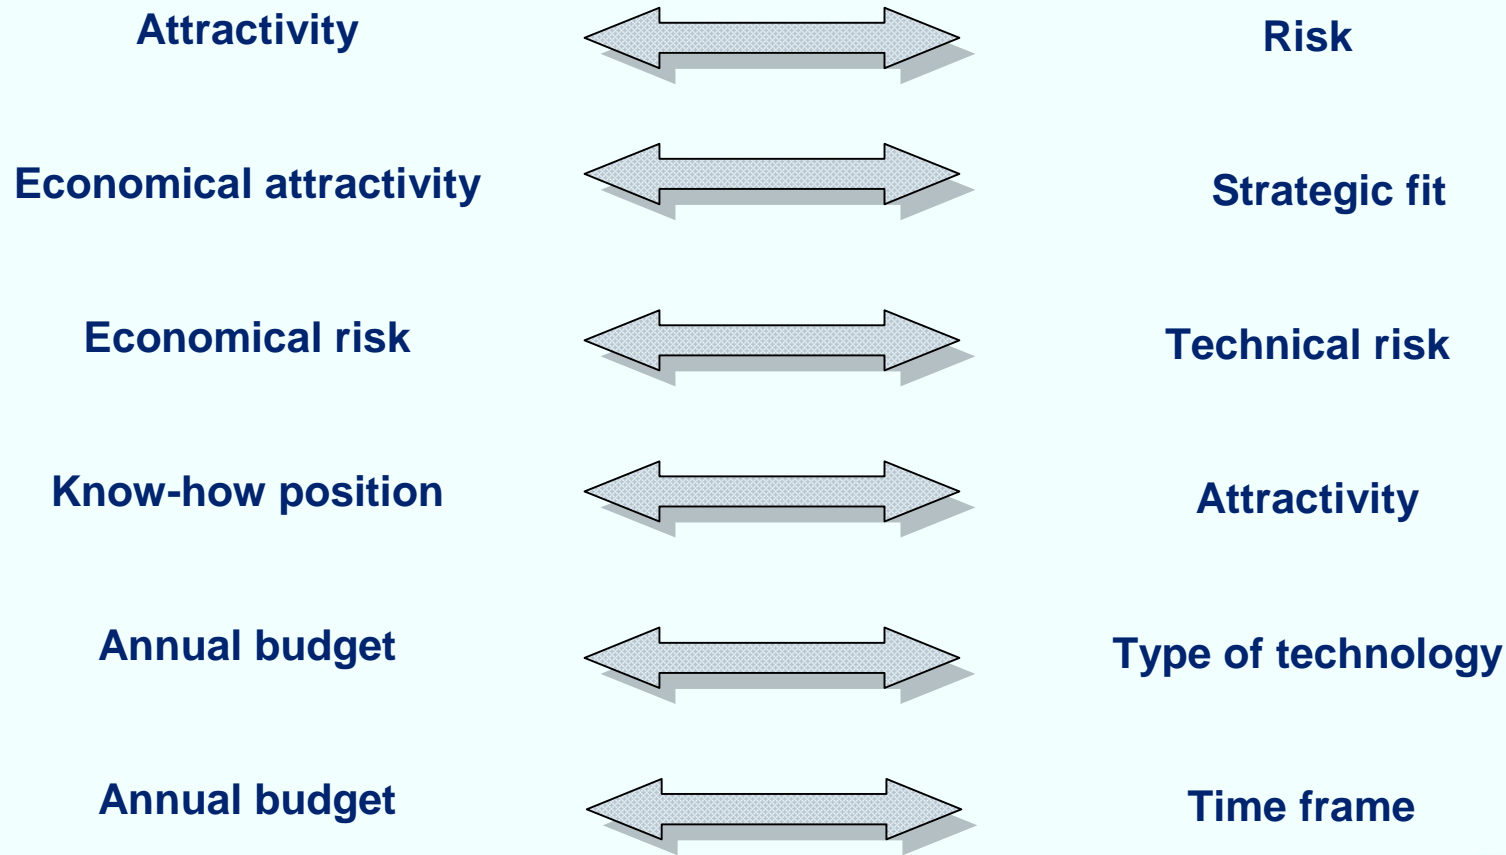 Attractivity
Risk
Economical attractivity
Strategic fit
Economical risk
Technical risk
Know-how position
Attractivity
Annual budget
Type of technology
Annual budget
Time frame